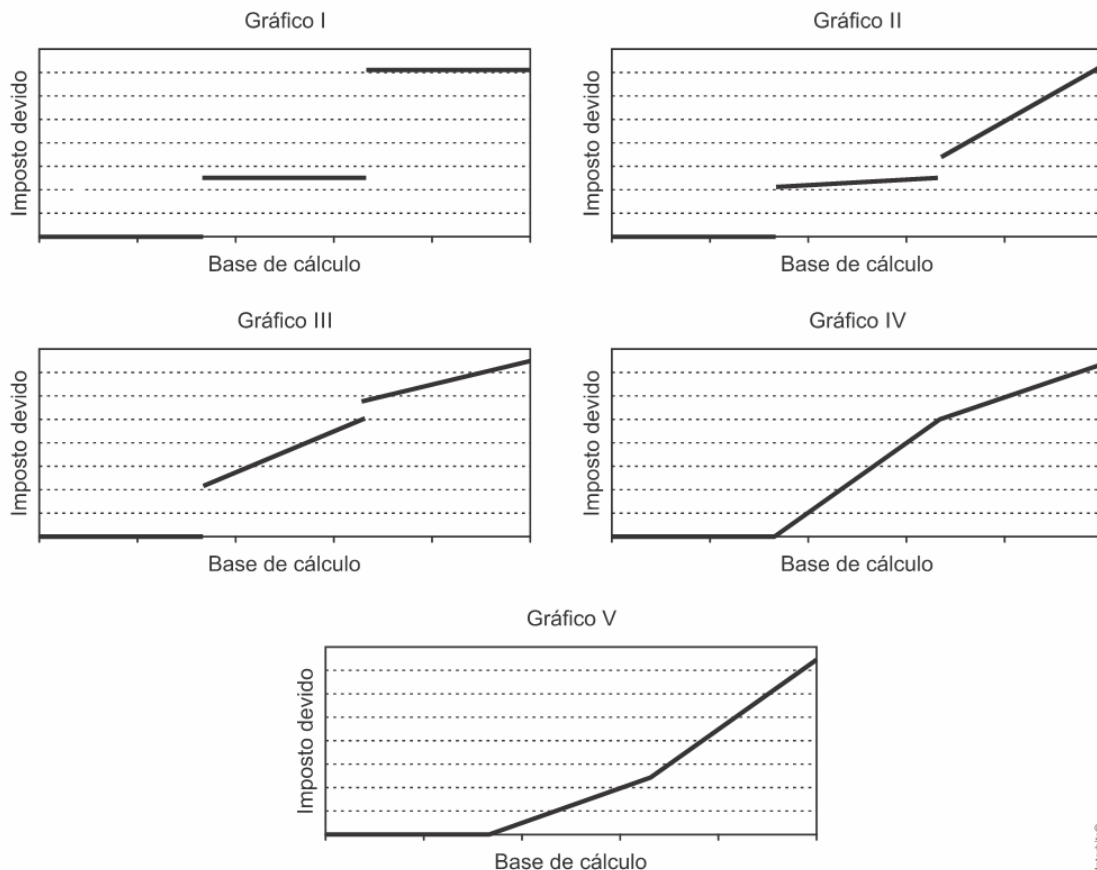 Gráfico I
Imposto devido
Base de cálculo
Gráfico II
Imposto devido
Base de cálculo
Gráfico III
Imposto devido
Base de cálculo
Gráfico IV
Imposto devido
Base de cálculo
Gráfico V
Imposto devido
Base de cálculo